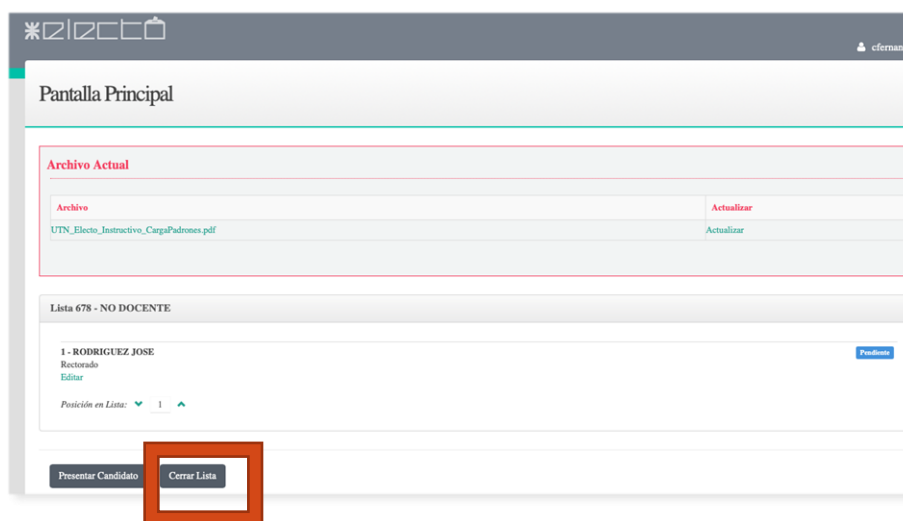 electo
cfernan
Pantalla Principal
Archivo Actual
Archivo Actualizar
UTN_Electo_Instructivo_CargaPadrones.pdf Actualizar
Lista 678 - NO DOCENTE
1 - RODRIGUEZ JOSE Pendiente
Rectorado
Editar
Posición en Lista: 1
Presentar Candidato Cerrar Lista